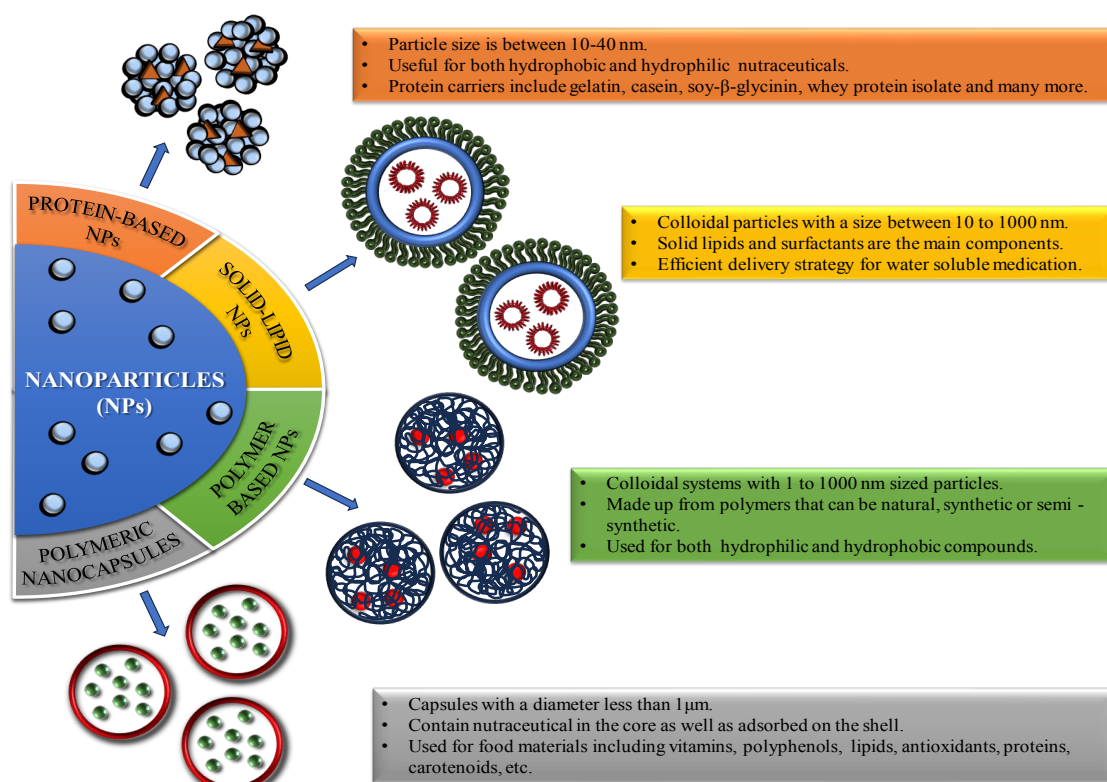 • Particle size is between 10-40 nm.
• Useful for both hydrophobic and hydrophilic nutraceuticals.
• Protein carriers include gelatin, casein, soy-β-glycinin, whey protein isolate and many more.
PROTEIN-BASED
NPs
SOLID-LIPID
NPs
• Colloidal particles with a size between 10 to 1000 nm.
• Solid lipids and surfactants are the main components.
• Efficient delivery strategy for water soluble medication.
NANOPARTICLES
(NPs)
POLYMER
BASED NPs
• Colloidal systems with 1 to 1000 nm sized particles.
• Made up from polymers that can be natural, synthetic or semi -
synthetic.
• Used for both hydrophilic and hydrophobic compounds.
POLYMERIC
NANOCAPSULES
• Capsules with a diameter less than 1μm.
• Contain nutraceutical in the core as well as adsorbed on the shell.
• Used for food materials including vitamins, polyphenols, lipids, antioxidants, proteins,
carotenoids, etc.